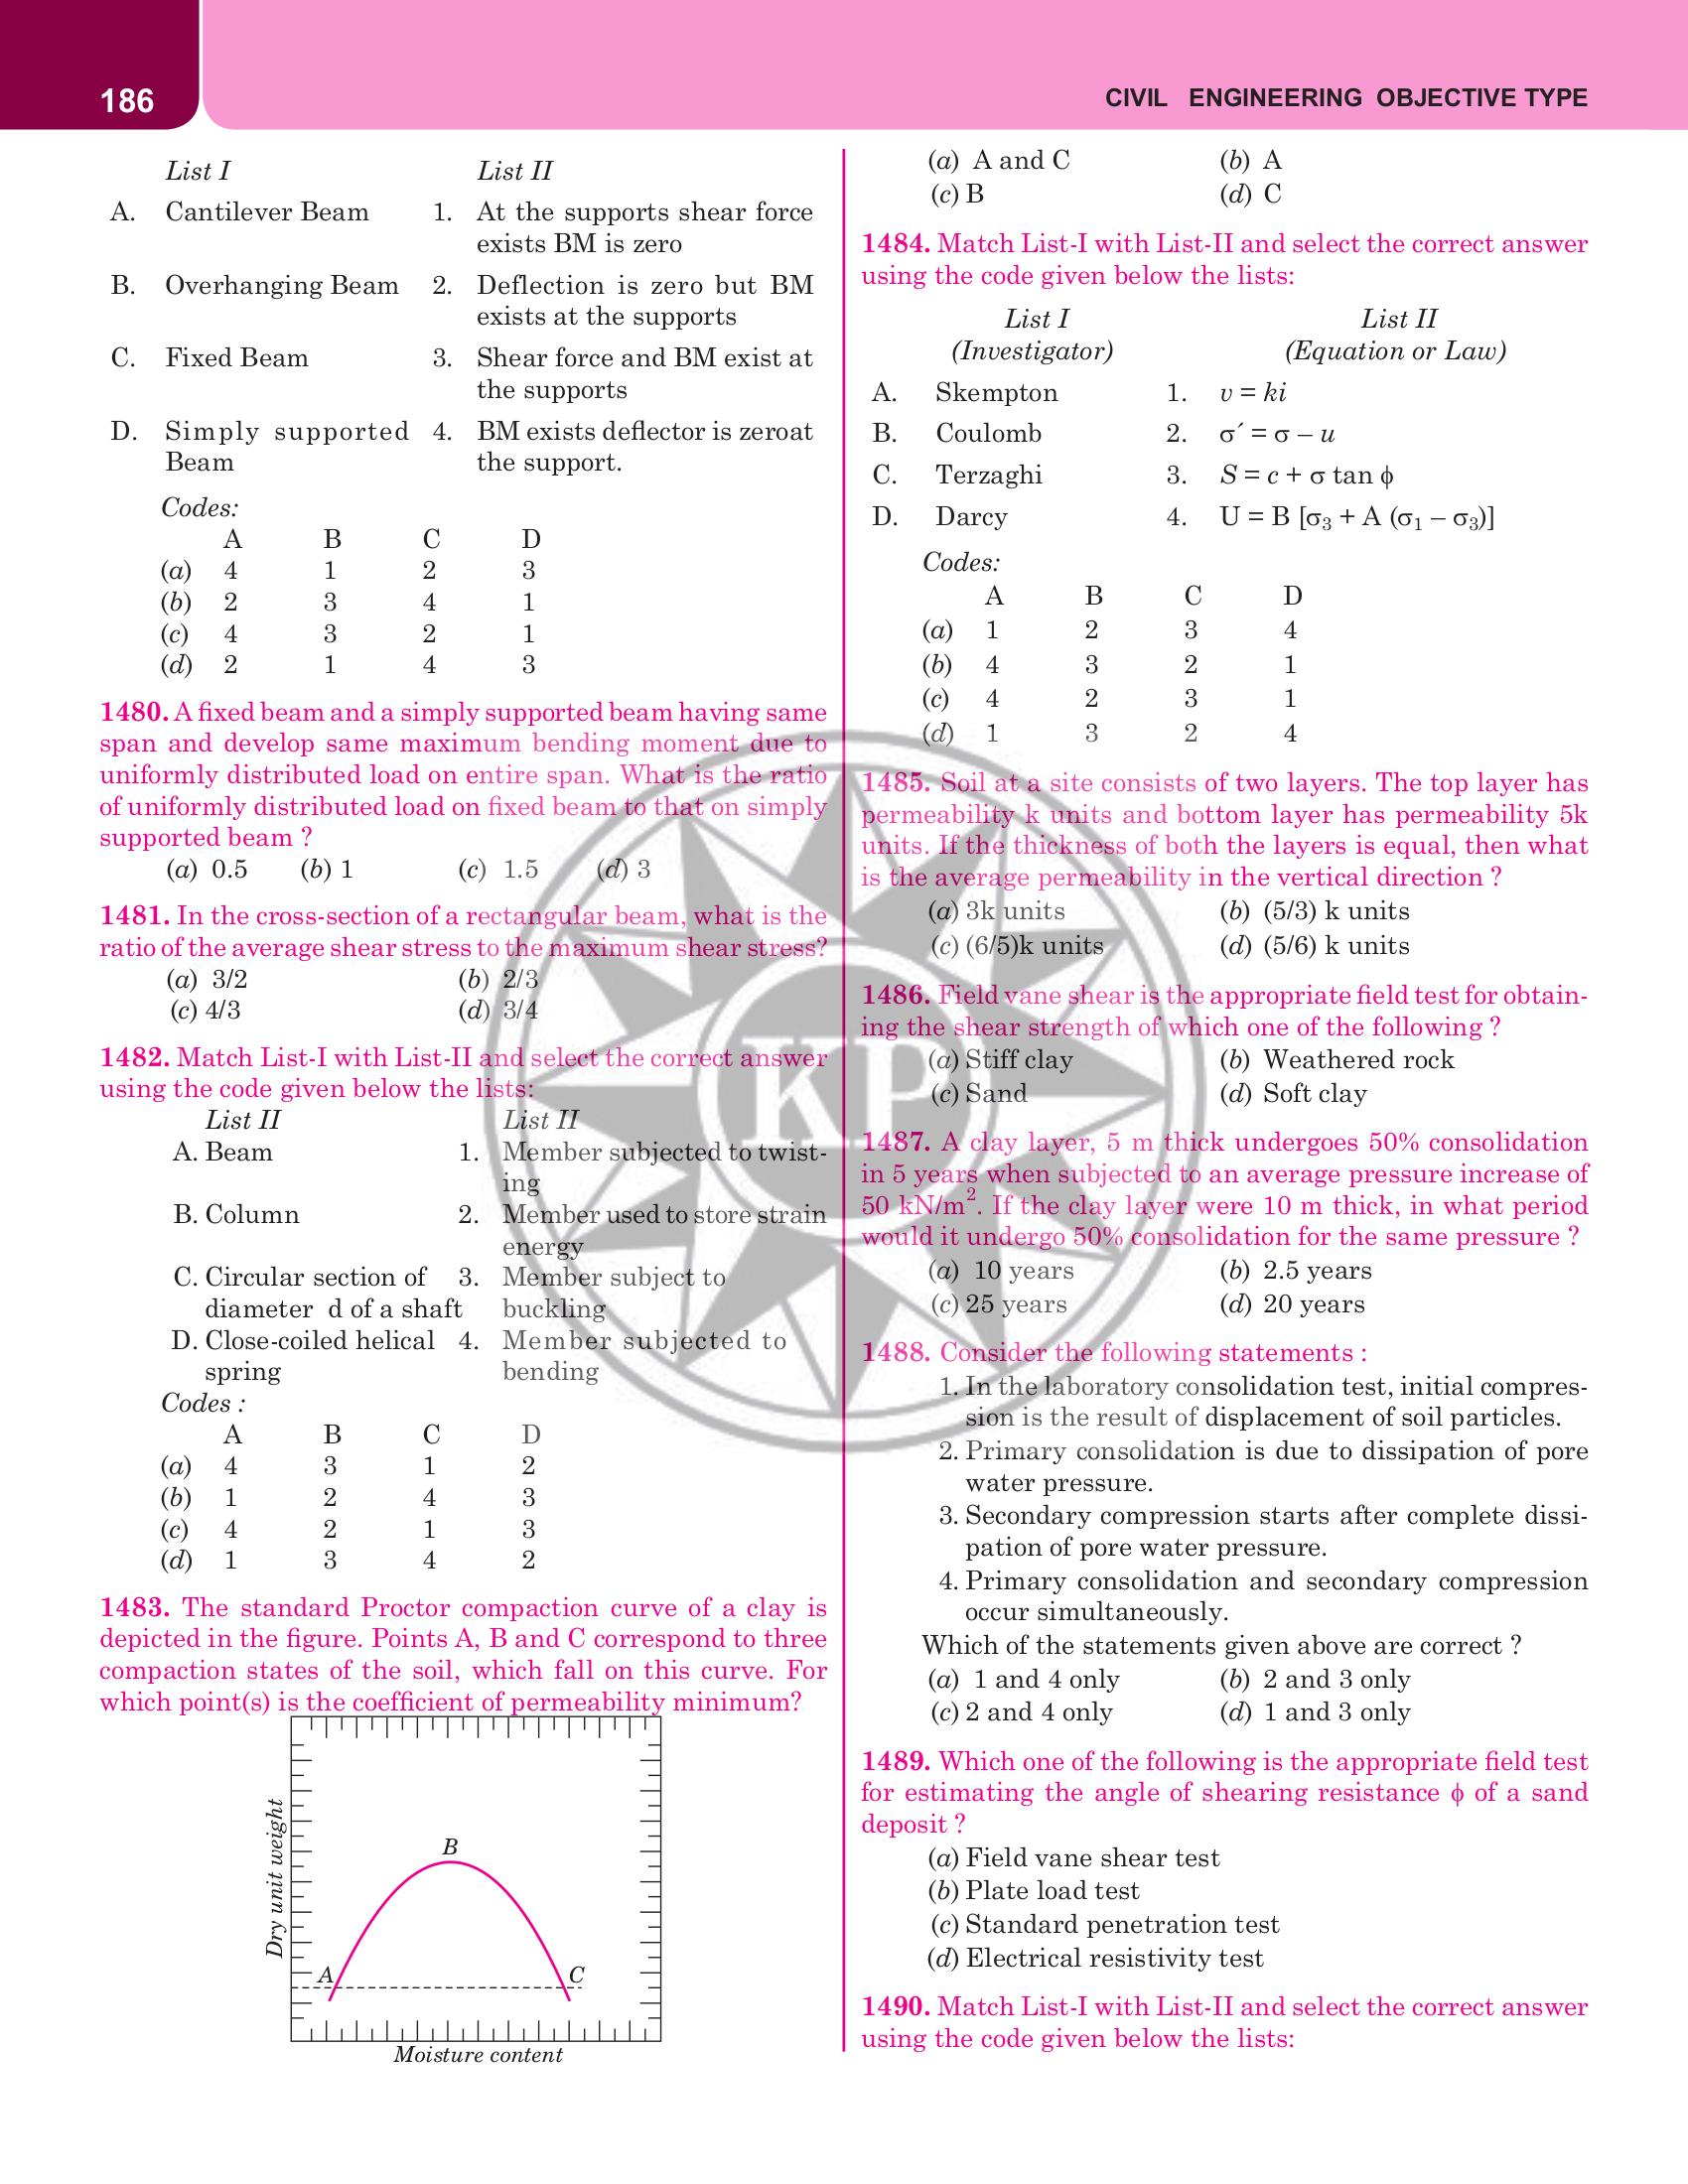 186
CIVIL ENGINEERING OBJECTIVE TYPE
List I List II
A. Cantilever Beam 1. At the supports shear force
exists BM is zero
B. Overhanging Beam 2. Deflection is zero but BM
exists at the supports
C. Fixed Beam 3. Shear force and BM exist at
the supports
D. Simply supported 4. BM exists deflector is zeroat
Beam the support.
Codes:
A B C D
(a) 4 1 2 3
(b) 2 3 4 1
(c) 4 3 2 1
(d) 2 1 4 3
1480. A fixed beam and a simply supported beam having same
span and develop same maximum bending moment due to
uniformly distributed load on entire span. What is the ratio
of uniformly distributed load on fixed beam to that on simply
supported beam ?
(a) 0.5 (b) 1 (c) 1.5 (d) 3
1481. In the cross-section of a rectangular beam, what is the
ratio of the average shear stress to the maximum shear stress?
(a) 3/2 (b) 2/3
(c) 4/3 (d) 3/4
1482. Match List-I with List-II and select the correct answer
using the code given below the lists:
List II List II
A. Beam 1. Member subjected to twist-
ing
B. Column 2. Member used to store strain
energy
C. Circular section of 3. Member subject to
diameter d of a shaft buckling
D. Close-coiled helical 4. Member subjected to
spring bending
Codes :
A B C D
(a) 4 3 1 2
(b) 1 2 4 3
(c) 4 2 1 3
(d) 1 3 4 2
1483. The standard Proctor compaction curve of a clay is
depicted in the figure. Points A, B and C correspond to three
compaction states of the soil, which fall on this curve. For
which point(s) is the coefficient of permeability minimum?
Dry unit weight
B
A C
Moisture content
(a) A and C (b) A
(c) B (d) C
1484. Match List-I with List-II and select the correct answer
using the code given below the lists:
List I List II
(Investigator) (Equation or Law)
A. Skempton 1. v = ki
B. Coulomb 2. σ´ = σ – u
C. Terzaghi 3. S = c + σ tan ϕ
D. Darcy 4. U = B [σ₃ + A (σ₁ – σ₃)]
Codes:
A B C D
(a) 1 2 3 4
(b) 4 3 2 1
(c) 4 2 3 1
(d) 1 3 2 4
1485. Soil at a site consists of two layers. The top layer has
permeability k units and bottom layer has permeability 5k
units. If the thickness of both the layers is equal, then what
is the average permeability in the vertical direction ?
(a) 3k units (b) (5/3) k units
(c) (6/5)k units (d) (5/6) k units
1486. Field vane shear is the appropriate field test for obtain-
ing the shear strength of which one of the following ?
(a) Stiff clay (b) Weathered rock
(c) Sand (d) Soft clay
1487. A clay layer, 5 m thick undergoes 50% consolidation
in 5 years when subjected to an average pressure increase of
50 kN/m². If the clay layer were 10 m thick, in what period
would it undergo 50% consolidation for the same pressure ?
(a) 10 years (b) 2.5 years
(c) 25 years (d) 20 years
1488. Consider the following statements :
1. In the laboratory consolidation test, initial compres-
sion is the result of displacement of soil particles.
2. Primary consolidation is due to dissipation of pore
water pressure.
3. Secondary compression starts after complete dissi-
pation of pore water pressure.
4. Primary consolidation and secondary compression
occur simultaneously.
Which of the statements given above are correct ?
(a) 1 and 4 only (b) 2 and 3 only
(c) 2 and 4 only (d) 1 and 3 only
1489. Which one of the following is the appropriate field test
for estimating the angle of shearing resistance ϕ of a sand
deposit ?
(a) Field vane shear test
(b) Plate load test
(c) Standard penetration test
(d) Electrical resistivity test
1490. Match List-I with List-II and select the correct answer
using the code given below the lists:
KP